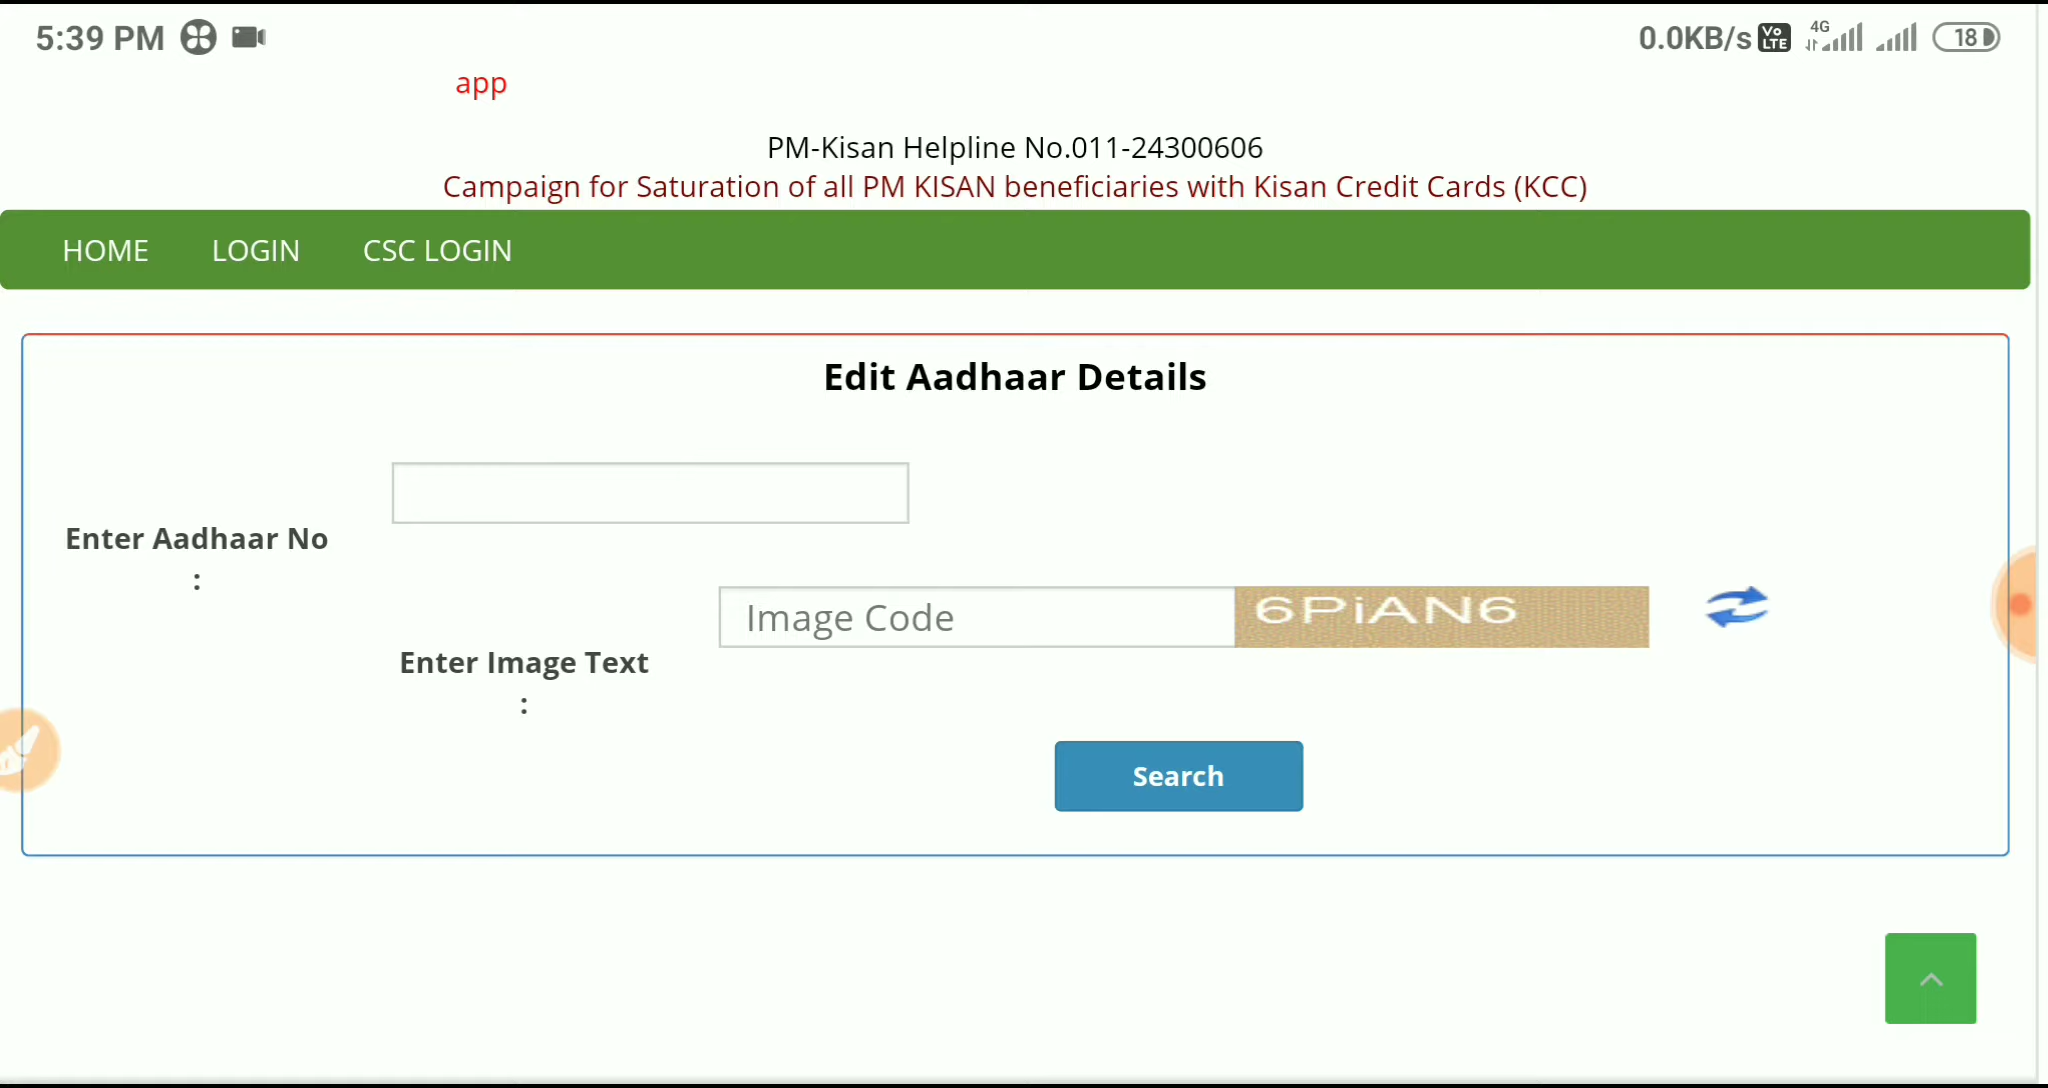 5:39 PM 0.0KB/s Vo LTE 4G 18
app
PM-Kisan Helpline No.011-24300606
Campaign for Saturation of all PM KISAN beneficiaries with Kisan Credit Cards (KCC)
HOME LOGIN CSC LOGIN
Edit Aadhaar Details
Enter Aadhaar No
:
Image Code 6PiAN6
Enter Image Text
:
Search